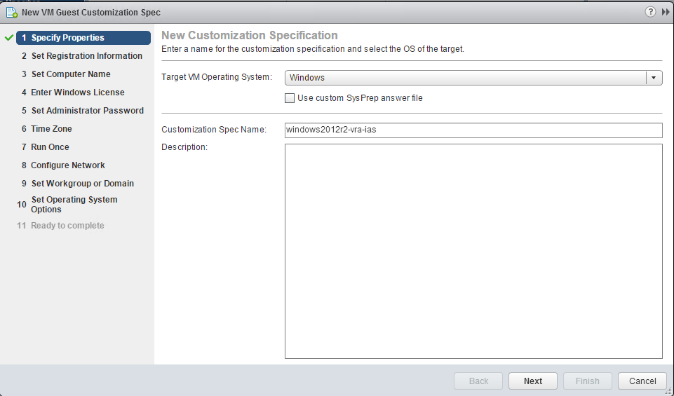 New VM Guest Customization Spec
1 Specify Properties
2 Set Registration Information
3 Set Computer Name
4 Enter Windows License
5 Set Administrator Password
6 Time Zone
7 Run Once
8 Configure Network
9 Set Workgroup or Domain
10 Set Operating System
Options
11 Ready to complete
New Customization Specification
Enter a name for the customization specification and select the OS of the target.
Target VM Operating System: Windows
Use custom SysPrep answer file
Customization Spec Name: windows2012r2-vra-ias
Description:
Back Next Finish Cancel